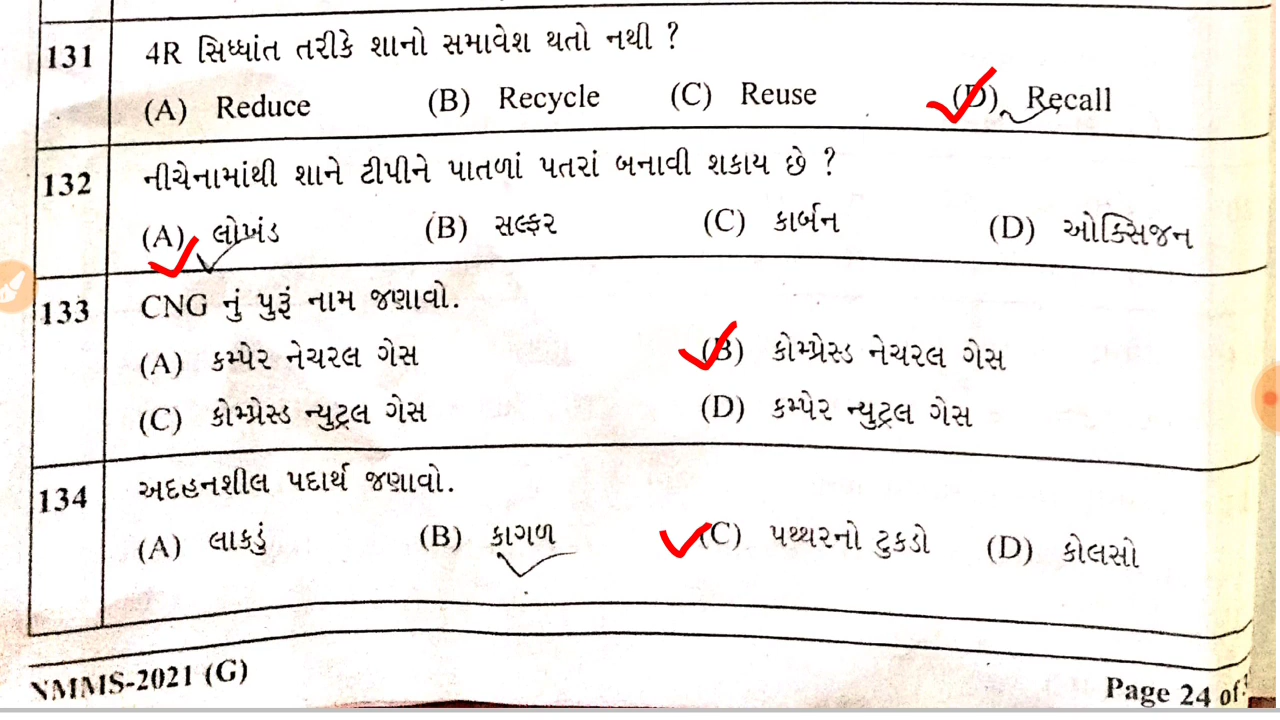 131 4R સિધ્ધાંત તરીકે શાનો સમાવેશ થતો નથી ?
(A) Reduce (B) Recycle (C) Reuse (D) Recall
132 નીચેનામાંથી શાને ટીપીને પાતળાં પતરાં બનાવી શકાય છે ?
(A) લોખંડ (B) સલ્ફર (C) કાર્બન (D) ઓક્સિજન
133 CNG નું પુરૂં નામ જણાવો.
(A) કમ્પેર નેચરલ ગેસ (B) કોમ્પ્રેસ્ડ નેચરલ ગેસ
(C) કોમ્પ્રેસ્ડ ન્યુટ્રલ ગેસ (D) કમ્પેર ન્યુટ્રલ ગેસ
134 અદહનશીલ પદાર્થ જણાવો.
(A) લાકડું (B) કાગળ (C) પથ્થરનો ટુકડો (D) કોલસો
NMMS-2021 (G) Page 24 of